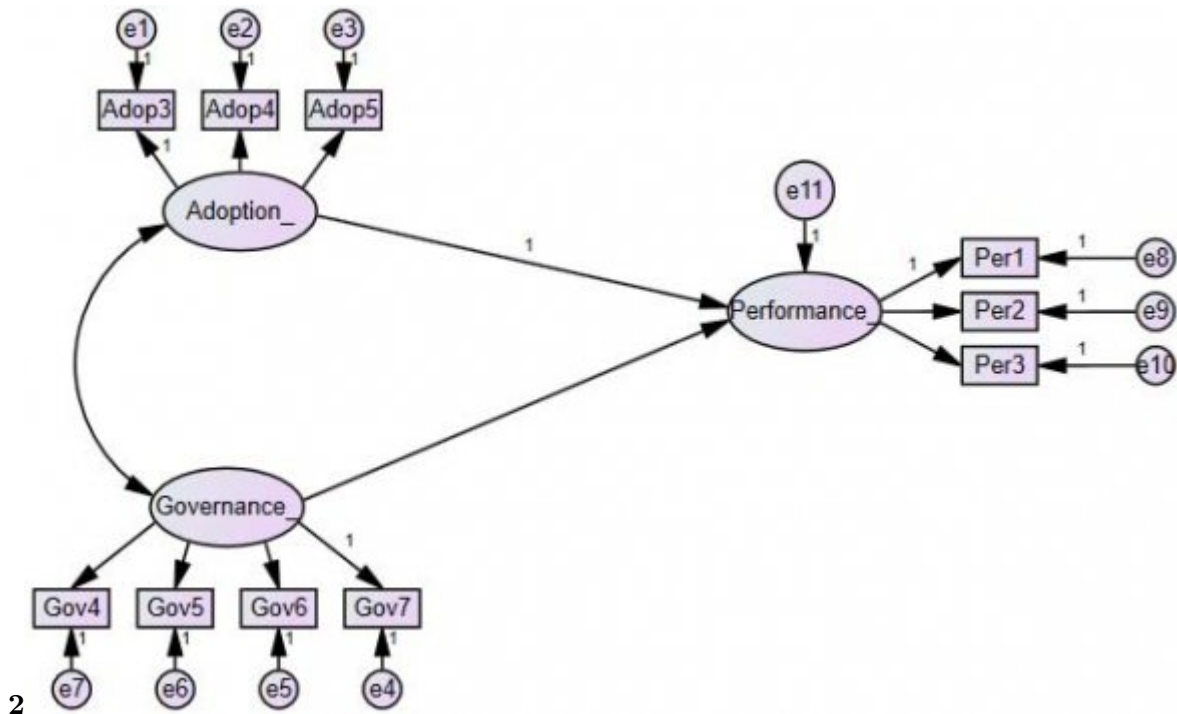 e1 e2 e3
1 1 1
Adop3 Adop4 Adop5
1
Adoption_
e11
1
1
Performance_
1
Per1 1 e8
Per2 1 e9
Per3 1 e10
Governance_
1
Gov4 Gov5 Gov6 Gov7
1 1 1 1
e7 e6 e5 e4
2